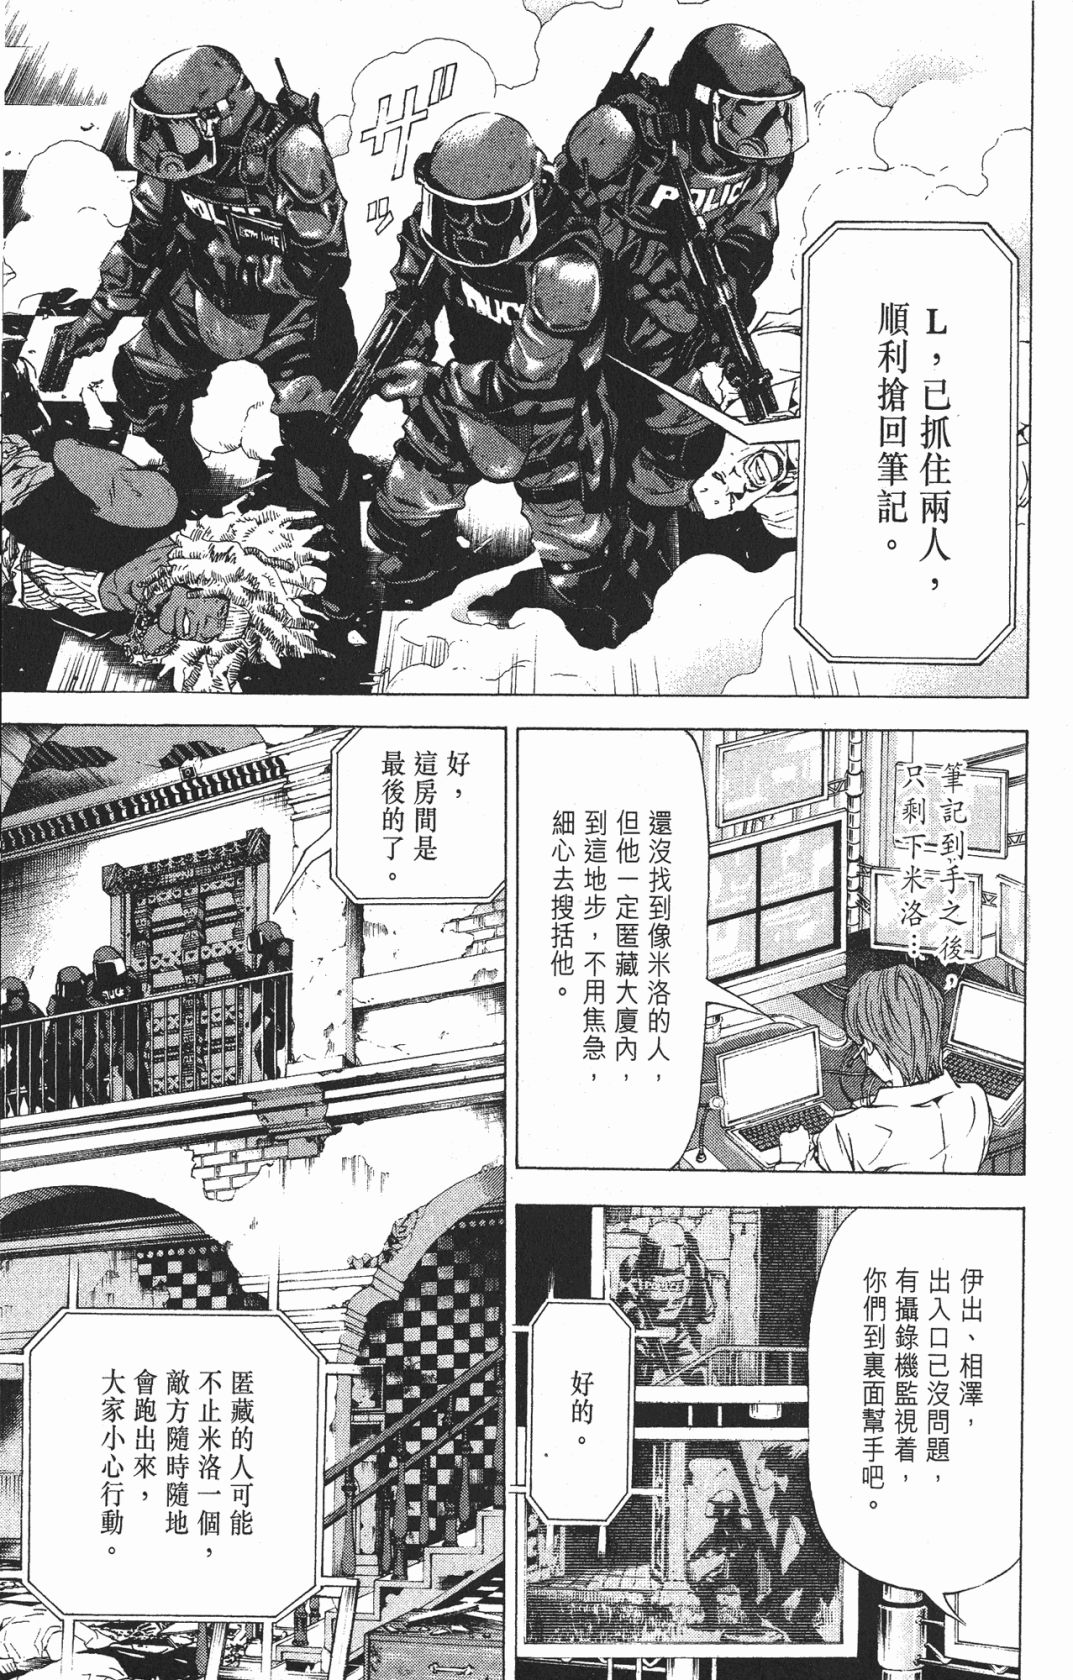 ザッ
POLICE
POLICE
L，已抓住兩人，
順利搶回筆記。
筆記到手之後，
只剩下米洛…
還沒找到像米洛的人，
但他一定匿藏大廈內，
到這地步，不用焦急
細心去搜括他。
伊出、相澤，
出入口已沒問題，
有攝錄機監視着，
你們到裏面幫手吧。
好的。
好，
這房間是
最後的了。
匿藏的人可能
不止米洛一個，
敵方隨時隨地
會跑出來，
大家小心行動。